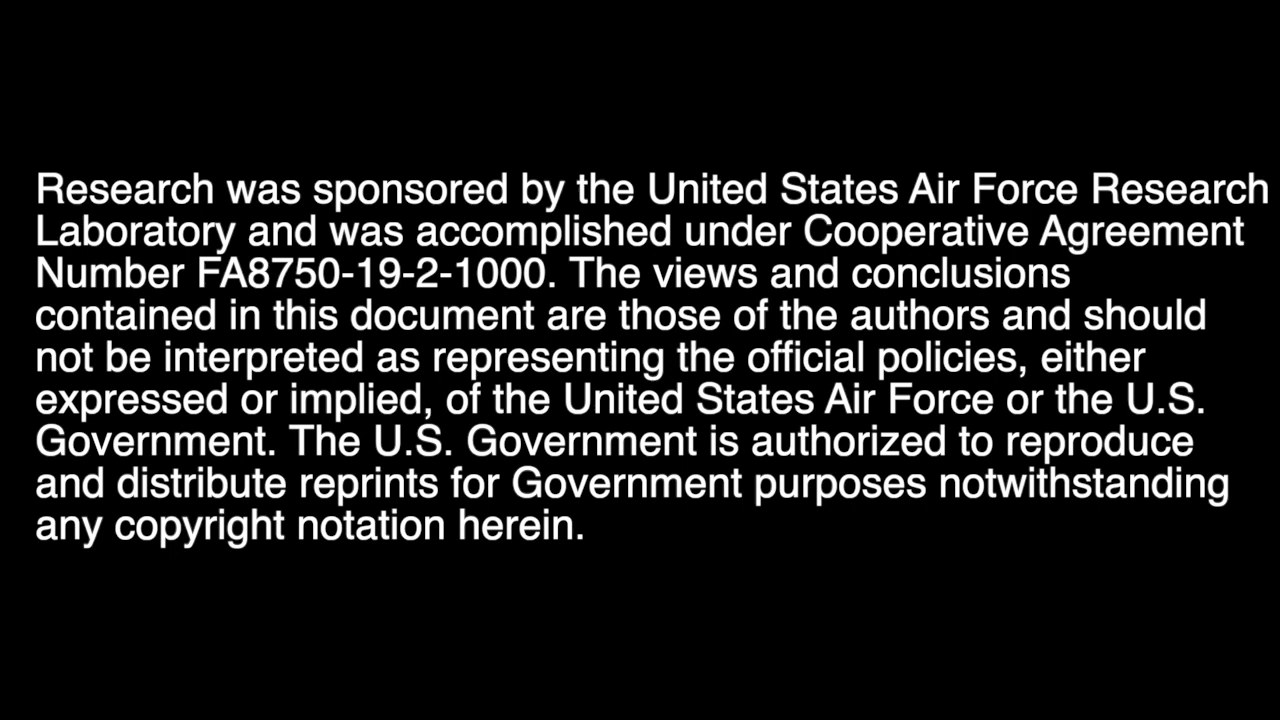 Research was sponsored by the United States Air Force Research
Laboratory and was accomplished under Cooperative Agreement
Number FA8750-19-2-1000. The views and conclusions
contained in this document are those of the authors and should
not be interpreted as representing the official policies, either
expressed or implied, of the United States Air Force or the U.S.
Government. The U.S. Government is authorized to reproduce
and distribute reprints for Government purposes notwithstanding
any copyright notation herein.